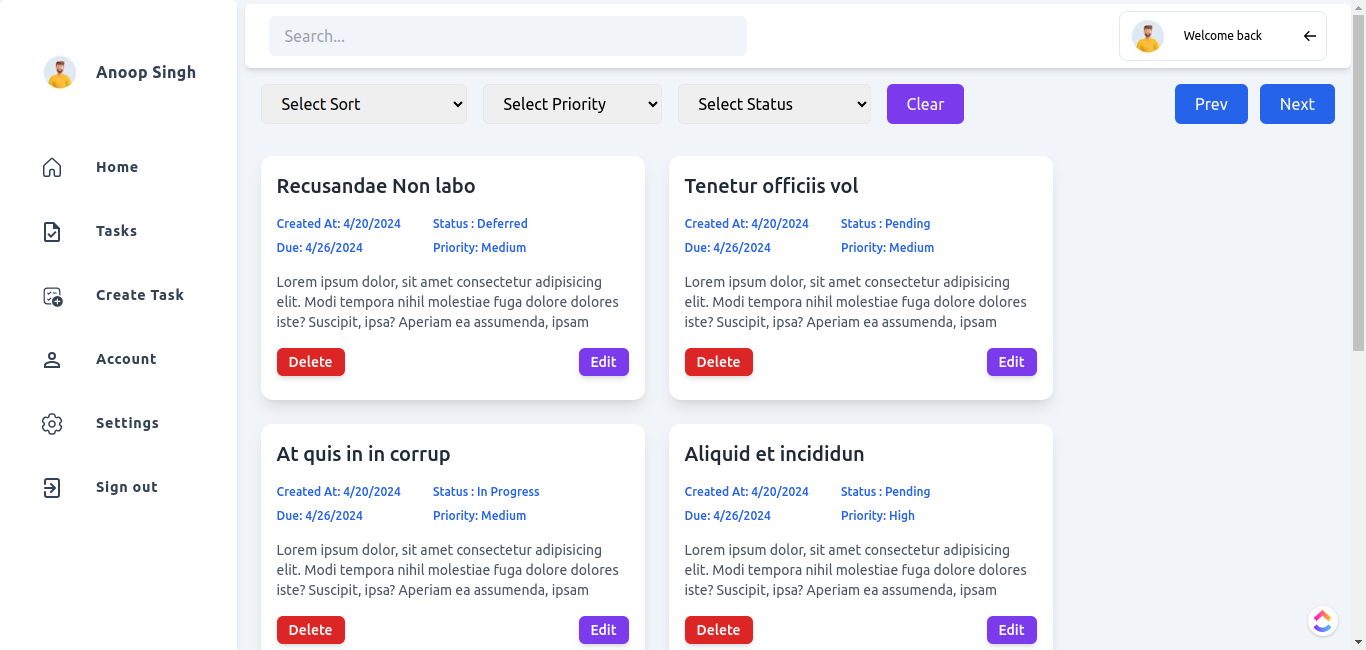 Search...
Welcome back
Anoop Singh
Home
Tasks
Create Task
Account
Settings
Sign out
Select Sort
Select Priority
Select Status
Clear
Prev
Next
Recusandae Non labo
Created At: 4/20/2024
Status : Deferred
Due: 4/26/2024
Priority: Medium
Lorem ipsum dolor, sit amet consectetur adipisicing
elit. Modi tempora nihil molestiae fuga dolore dolores
iste? Suscipit, ipsa? Aperiam ea assumenda, ipsam
Delete
Edit
Tenetur officiis vol
Created At: 4/20/2024
Status : Pending
Due: 4/26/2024
Priority: Medium
Lorem ipsum dolor, sit amet consectetur adipisicing
elit. Modi tempora nihil molestiae fuga dolore dolores
iste? Suscipit, ipsa? Aperiam ea assumenda, ipsam
Delete
Edit
At quis in in corrup
Created At: 4/20/2024
Status : In Progress
Due: 4/26/2024
Priority: Medium
Lorem ipsum dolor, sit amet consectetur adipisicing
elit. Modi tempora nihil molestiae fuga dolore dolores
iste? Suscipit, ipsa? Aperiam ea assumenda, ipsam
Delete
Edit
Aliquid et incididun
Created At: 4/20/2024
Status : Pending
Due: 4/26/2024
Priority: High
Lorem ipsum dolor, sit amet consectetur adipisicing
elit. Modi tempora nihil molestiae fuga dolore dolores
iste? Suscipit, ipsa? Aperiam ea assumenda, ipsam
Delete
Edit